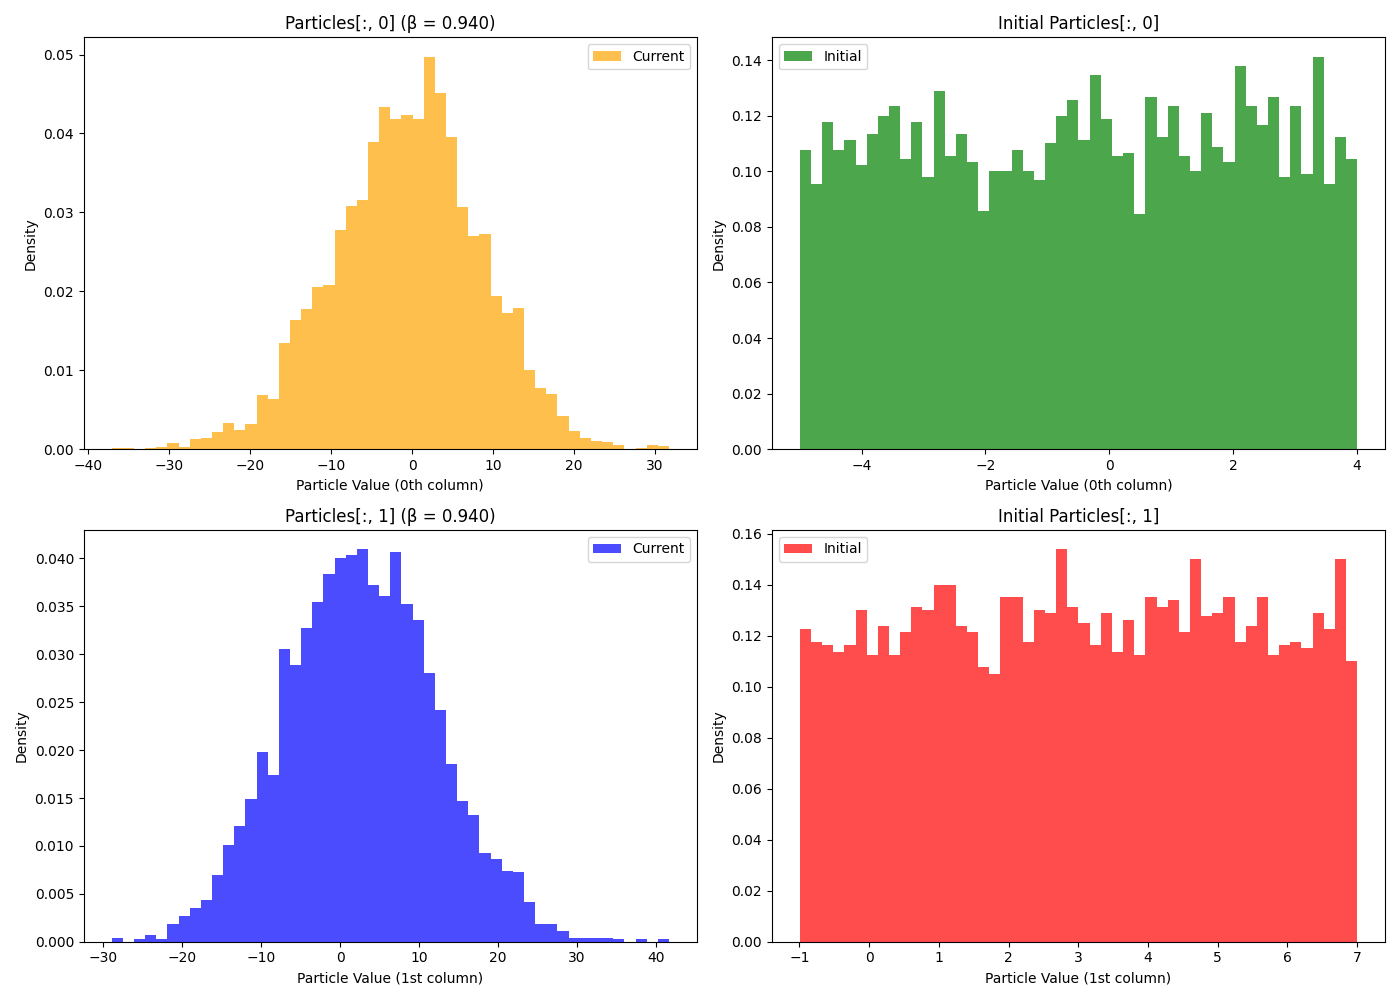 Particles[:, 0] (β = 0.940)
Current
Density
0.05
0.04
0.03
0.02
0.01
0.00
−40 −30 −20 −10 0 10 20 30
Particle Value (0th column)
Initial Particles[:, 0]
Initial
Density
0.14
0.12
0.10
0.08
0.06
0.04
0.02
0.00
−4 −2 0 2 4
Particle Value (0th column)
Particles[:, 1] (β = 0.940)
Current
Density
0.040
0.035
0.030
0.025
0.020
0.015
0.010
0.005
0.000
−30 −20 −10 0 10 20 30 40
Particle Value (1st column)
Initial Particles[:, 1]
Initial
Density
0.16
0.14
0.12
0.10
0.08
0.06
0.04
0.02
0.00
−1 0 1 2 3 4 5 6 7
Particle Value (1st column)